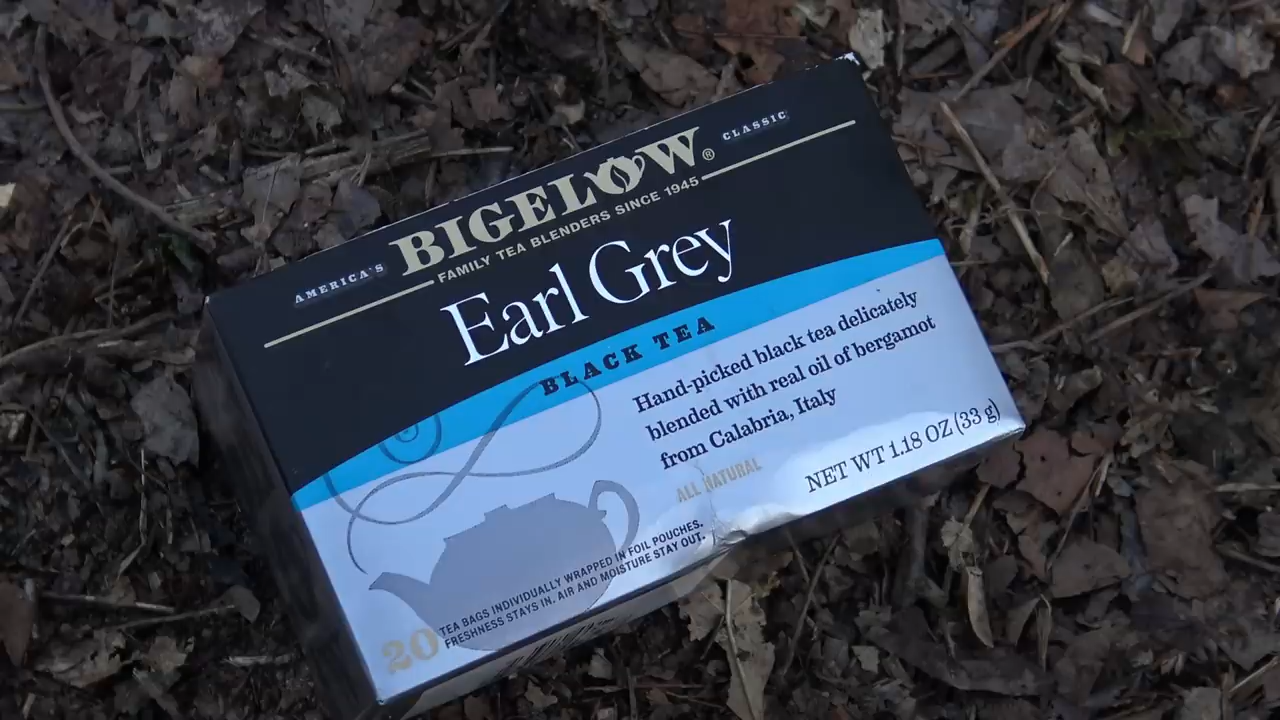 AMERICA'S BIGELOW® CLASSIC
FAMILY TEA BLENDERS SINCE 1945
Earl Grey
BLACK TEA
Hand-picked black tea delicately
blended with real oil of bergamot
from Calabria, Italy
ALL NATURAL
NET WT 1.18 OZ (33 g)
20 TEA BAGS INDIVIDUALLY WRAPPED IN FOIL POUCHES.
FRESHNESS STAYS IN. AIR AND MOISTURE STAY OUT.